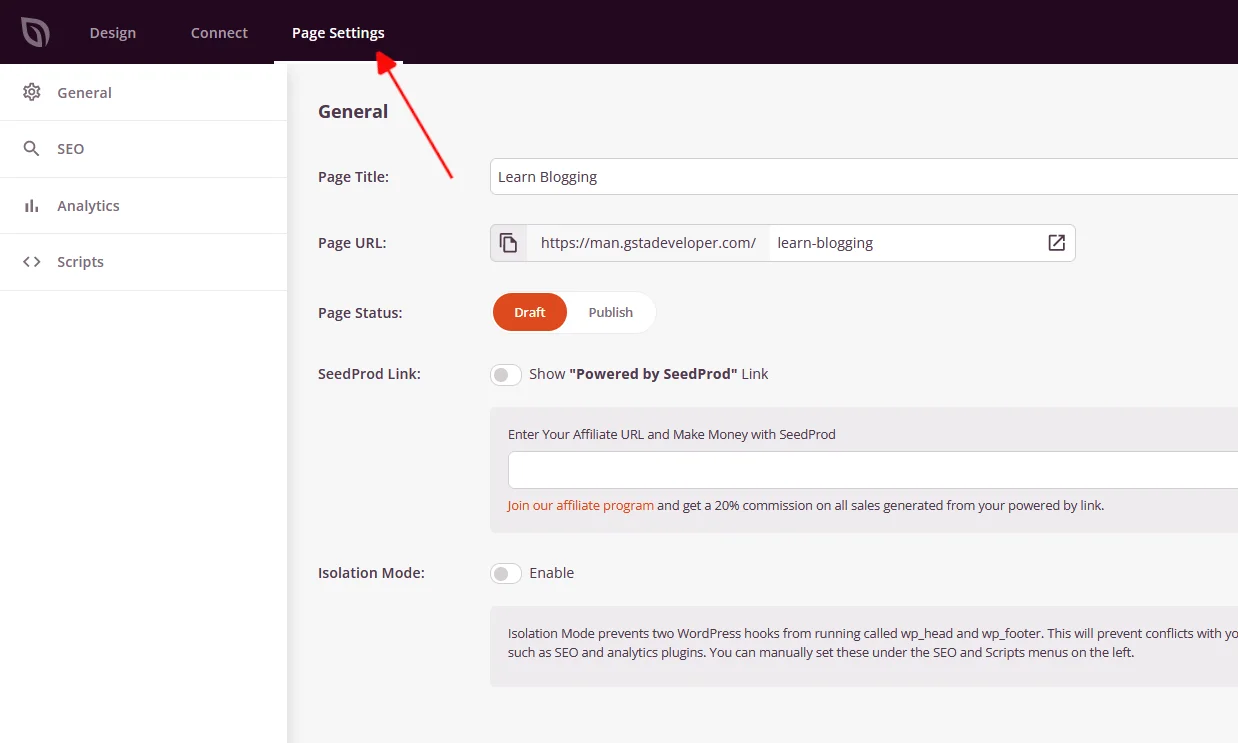 Design Connect Page Settings
General
SEO
Analytics
Scripts
General
Page Title: Learn Blogging
Page URL: https://man.gstadeveloper.com/ learn-blogging
Page Status: Draft Publish
SeedProd Link: Show "Powered by SeedProd" Link
Enter Your Affiliate URL and Make Money with SeedProd
Join our affiliate program and get a 20% commission on all sales generated from your powered by link.
Isolation Mode: Enable
Isolation Mode prevents two WordPress hooks from running called wp_head and wp_footer. This will prevent conflicts with yo
such as SEO and analytics plugins. You can manually set these under the SEO and Scripts menus on the left.